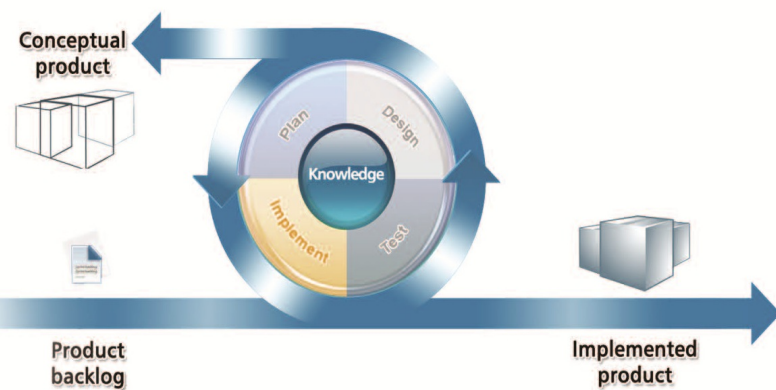 Conceptual
product
Plan
Design
Knowledge
Implement
Test
Product
backlog
Implemented
product